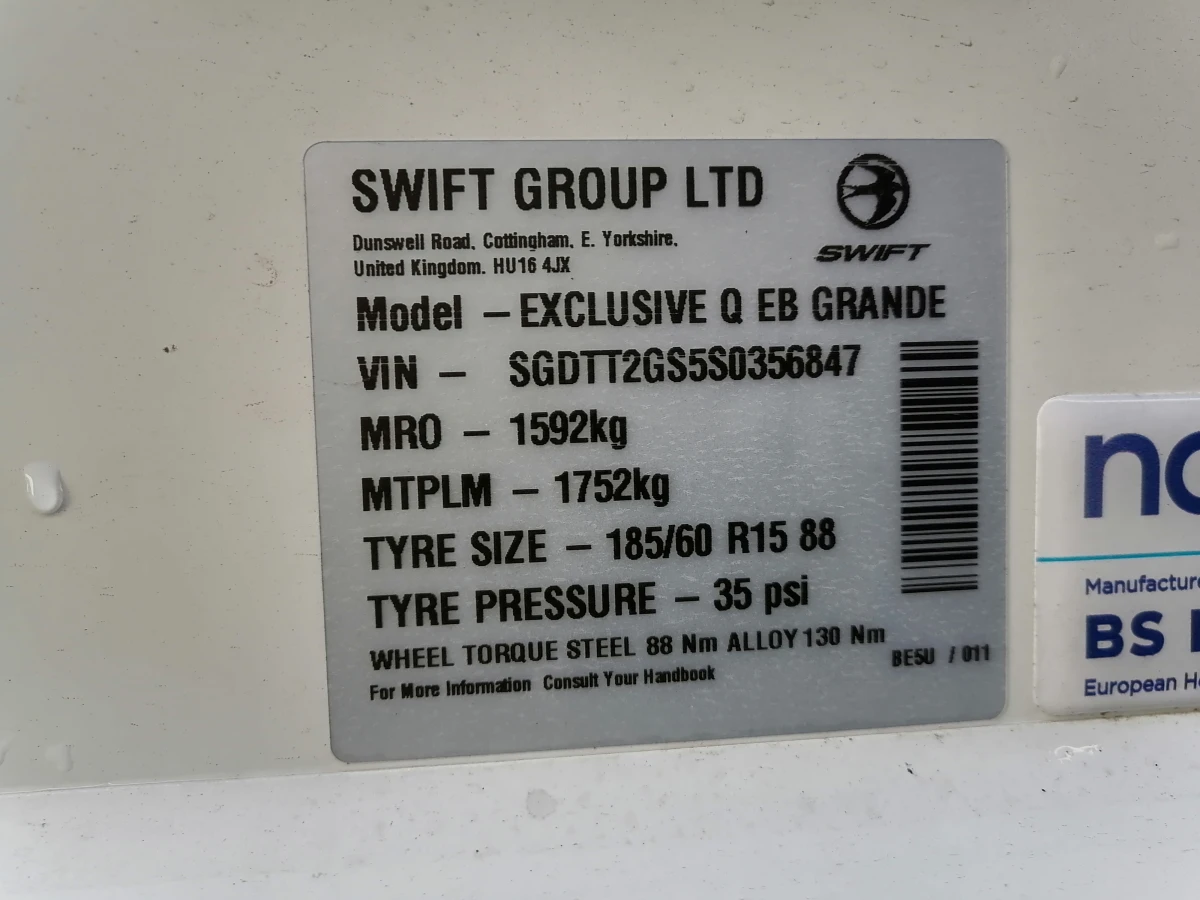 SWIFT GROUP LTD
SWIFT
Dunswell Road, Cottingham, E. Yorkshire,
United Kingdom. HU16 4JX
Model – EXCLUSIVE Q EB GRANDE
VIN – SGDTT2GS5S0356847
MRO – 1592kg
MTPLM – 1752kg
TYRE SIZE – 185/60 R15 88
TYRE PRESSURE – 35 psi
WHEEL TORQUE STEEL 88 Nm ALLOY 130 Nm
BE5U / 011
For More Information Consult Your Handbook
BS
European